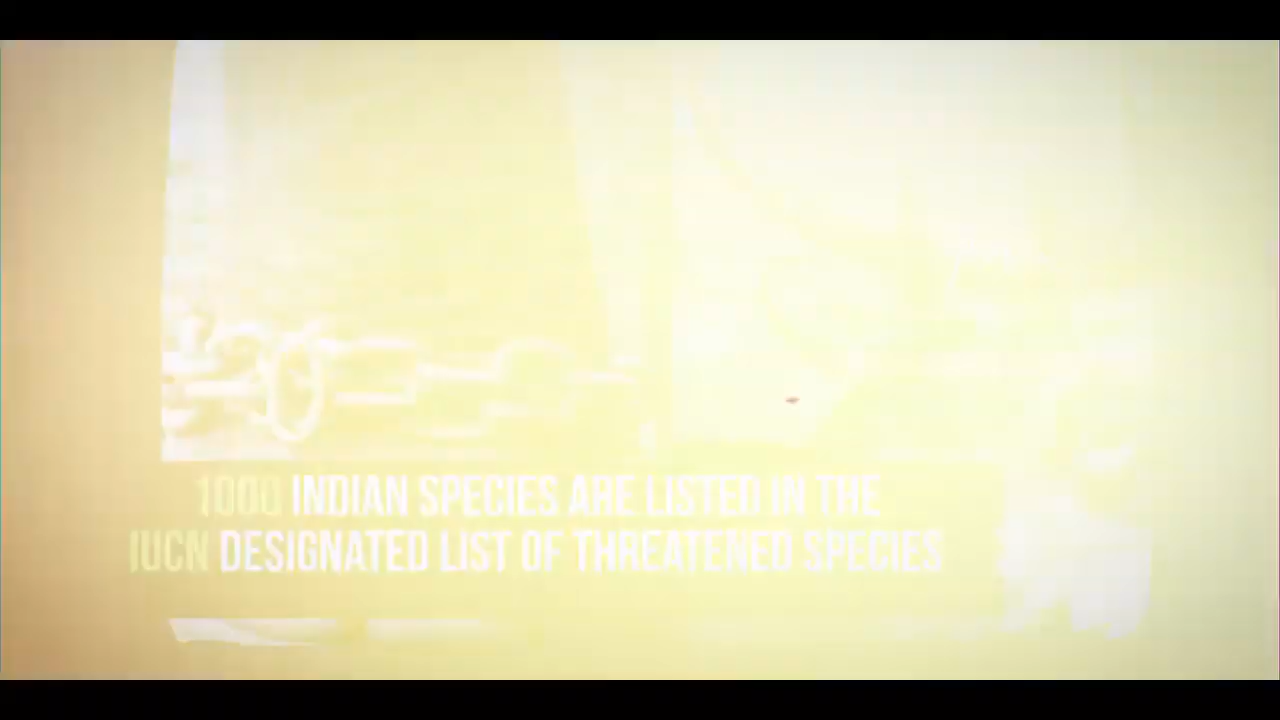 1000 INDIAN SPECIES ARE LISTED IN THE
IUCN DESIGNATED LIST OF THREATENED SPECIES